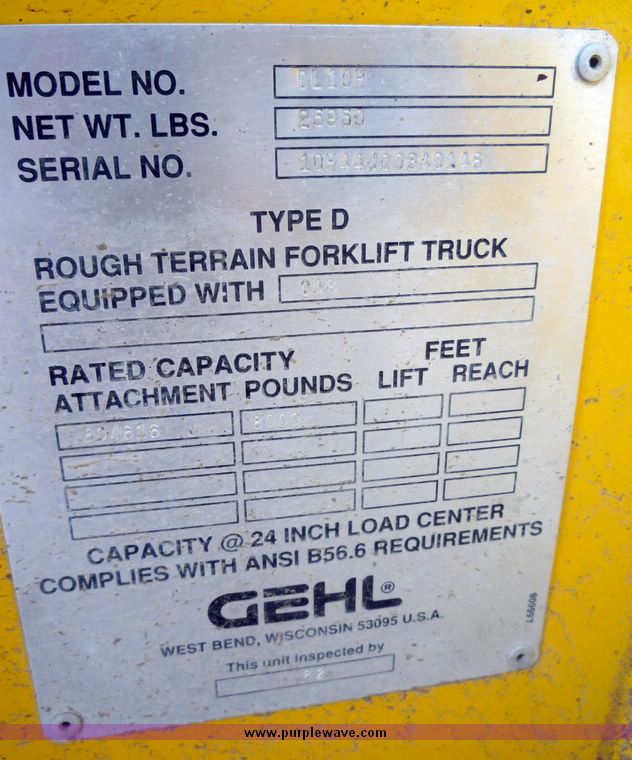 MODEL NO.
NET WT. LBS.
SERIAL NO.
TYPE D
ROUGH TERRAIN FORKLIFT TRUCK
EQUIPPED WITH
RATED CAPACITY FEET
ATTACHMENT POUNDS LIFT REACH
8000
CAPACITY @ 24 INCH LOAD CENTER
COMPLIES WITH ANSI B56.6 REQUIREMENTS
GEHL®
WEST BEND, WISCONSIN 53095 U.S.A.
This unit inspected by
82
L66608
www.purplewave.com